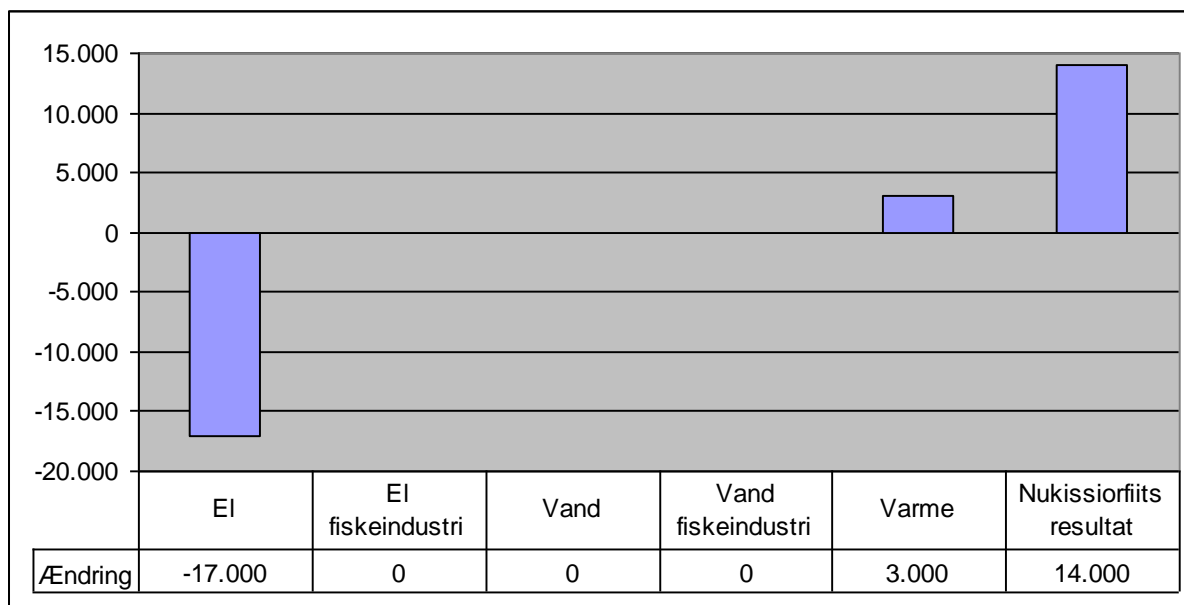 15.000
10.000
5.000
0
-5.000
-10.000
-15.000
-20.000
El
El
fiskeindustri
Vand
Vand
fiskeindustri
Varme
Nukissiorfiits
resultat
Ændring -17.000 0 0 0 3.000 14.000